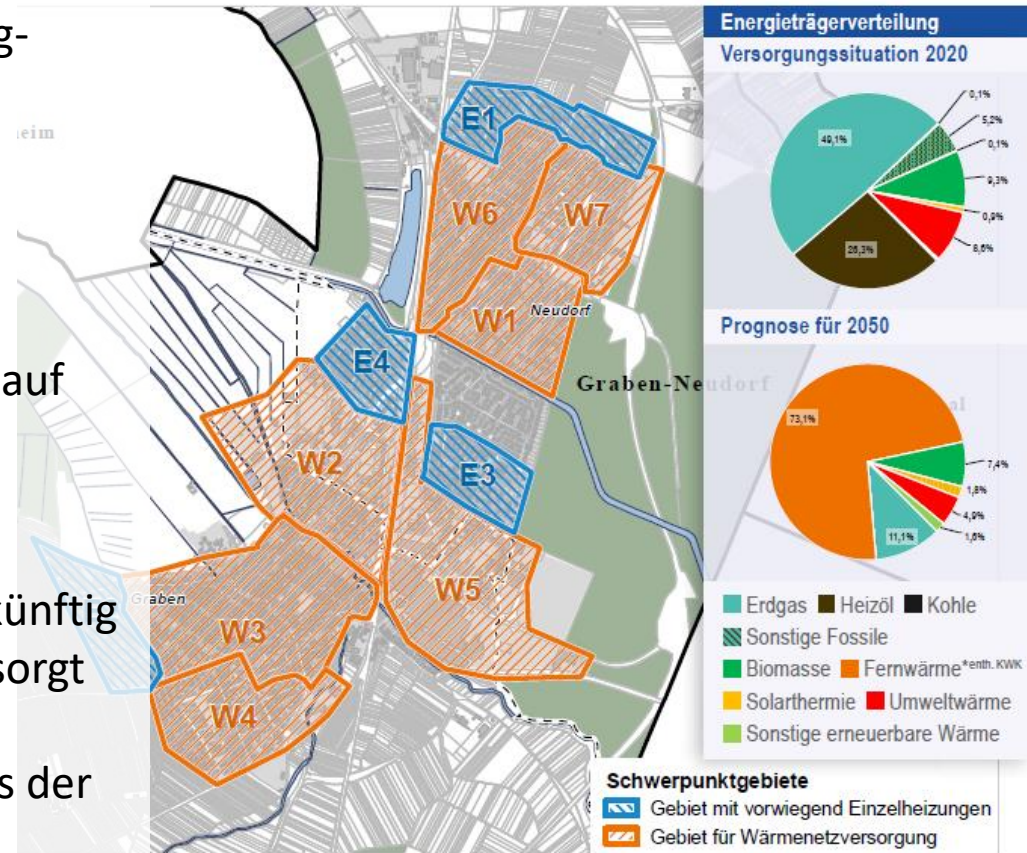 g-
eim
auf
künftig
sorgt
s der
E1
W6
W7
W1
Neudorf
E4
Graben-Neudorf
W2
E3
Graben
W5
W3
W4
Energieträgerverteilung
Versorgungssituation 2020
0,1%
5,2%
0,1%
49,1%
9,3%
0,9%
26,3%
8,6%
Prognose für 2050
73,1%
7,4%
1,8%
4,9%
1,6%
11,1%
Erdgas Heizöl Kohle
Sonstige Fossile
Biomasse Fernwärme*enth. KWK
Solarthermie Umweltwärme
Sonstige erneuerbare Wärme
Schwerpunktgebiete
Gebiet mit vorwiegend Einzelheizungen
Gebiet für Wärmenetzversorgung